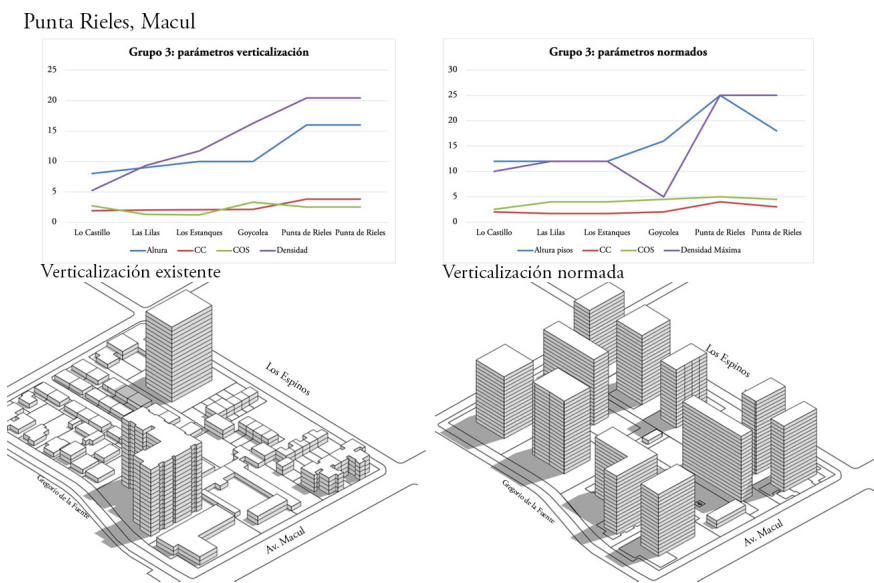 Punta Rieles, Macul
Grupo 3: parámetros verticalización
25
20
15
10
5
0
Lo Castillo Las Lilas Los Estanques Goycolea Punta de Rieles Punta de Rieles
Altura CC COS Densidad
Grupo 3: parámetros normados
30
25
20
15
10
5
0
Lo Castillo Las Lilas Los Estanques Goycolea Punta de Rieles Punta de Rieles
Altura pisos CC COS Densidad Máxima
Verticalización existente
Los Espinos
Gregorio de la Fuente
Av. Macul
Verticalización normada
Los Espinos
Gregorio de la Fuente
Av. Macul